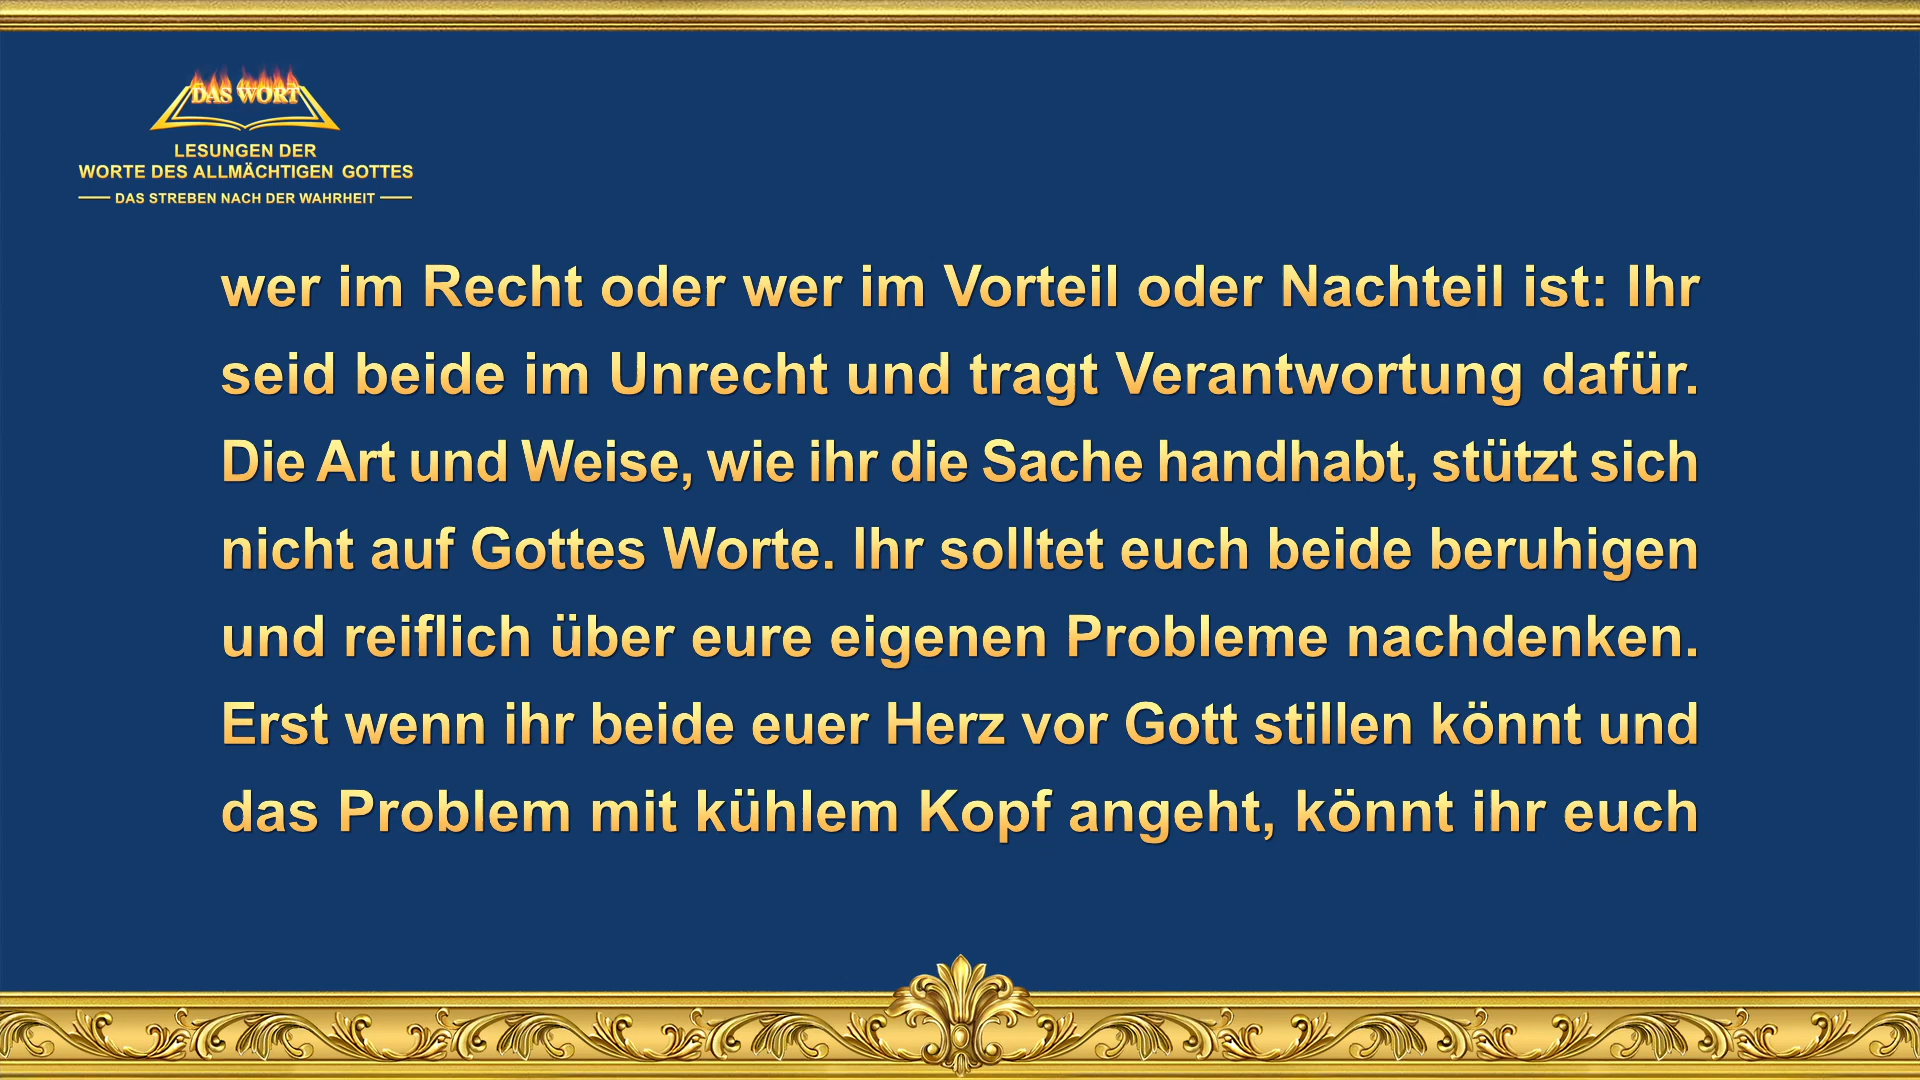 DAS WORT
LESUNGEN DER
WORTE DES ALLMÄCHTIGEN GOTTES
DAS STREBEN NACH DER WAHRHEIT
wer im Recht oder wer im Vorteil oder Nachteil ist: Ihr
seid beide im Unrecht und tragt Verantwortung dafür.
Die Art und Weise, wie ihr die Sache handhabt, stützt sich
nicht auf Gottes Worte. Ihr solltet euch beide beruhigen
und reiflich über eure eigenen Probleme nachdenken.
Erst wenn ihr beide euer Herz vor Gott stillen könnt und
das Problem mit kühlem Kopf angeht, könnt ihr euch